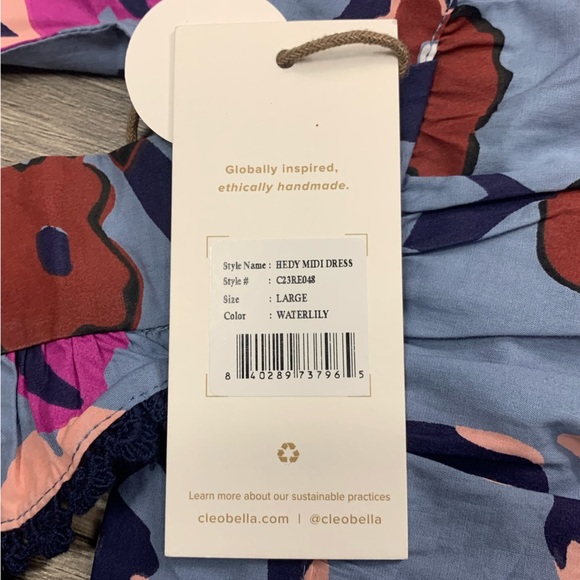 Globally inspired,
ethically handmade.
Style Name : HEDY MIDI DRESS
Style # : C23RE048
Size : LARGE
Color : WATERLILY
8 40289 73796 5
Learn more about our sustainable practices
cleobella.com | @cleobella